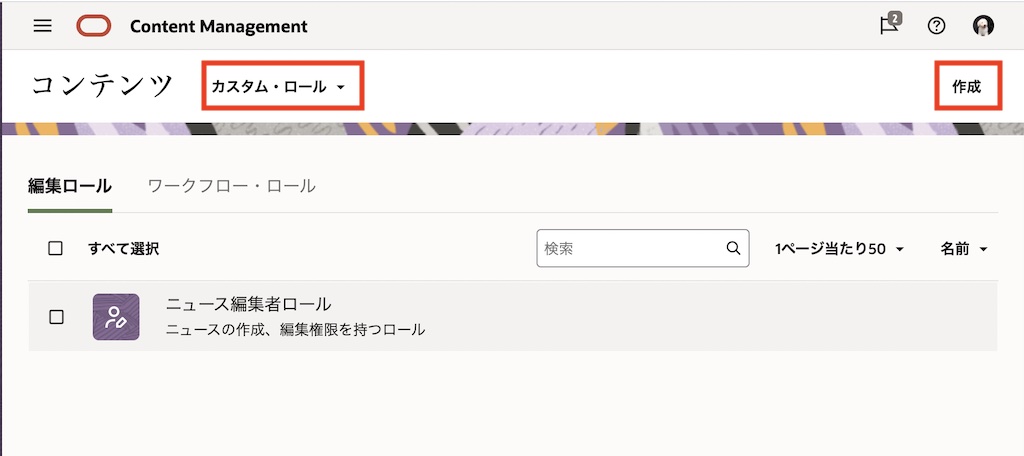 Content Management
2
コンテンツ
カスタム・ロール
作成
編集ロール
ワークフロー・ロール
すべて選択
検索
1ページ当たり50
名前
ニュース編集者ロール
ニュースの作成、編集権限を持つロール